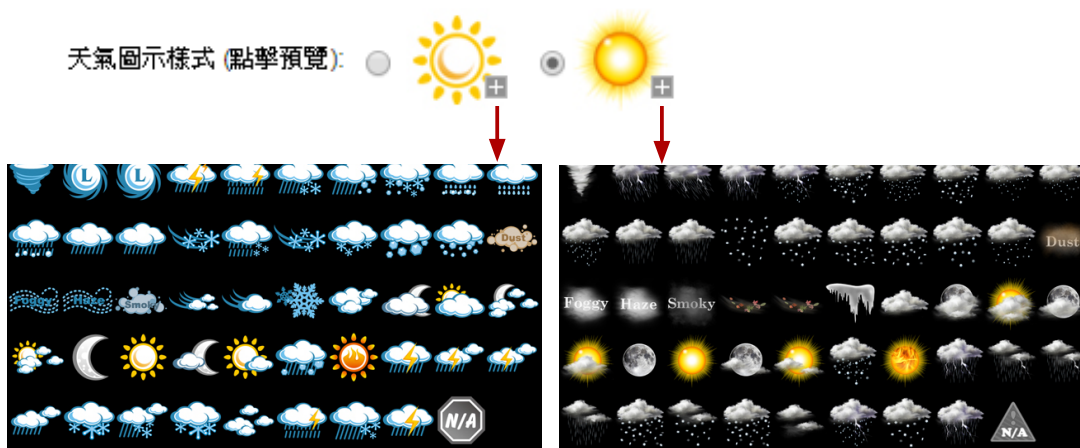 天氣圖示樣式 (點擊預覽):
L L
Dust
Dust
Foggy Haze Smoky
Foggy Haze Smoky
N/A
N/A